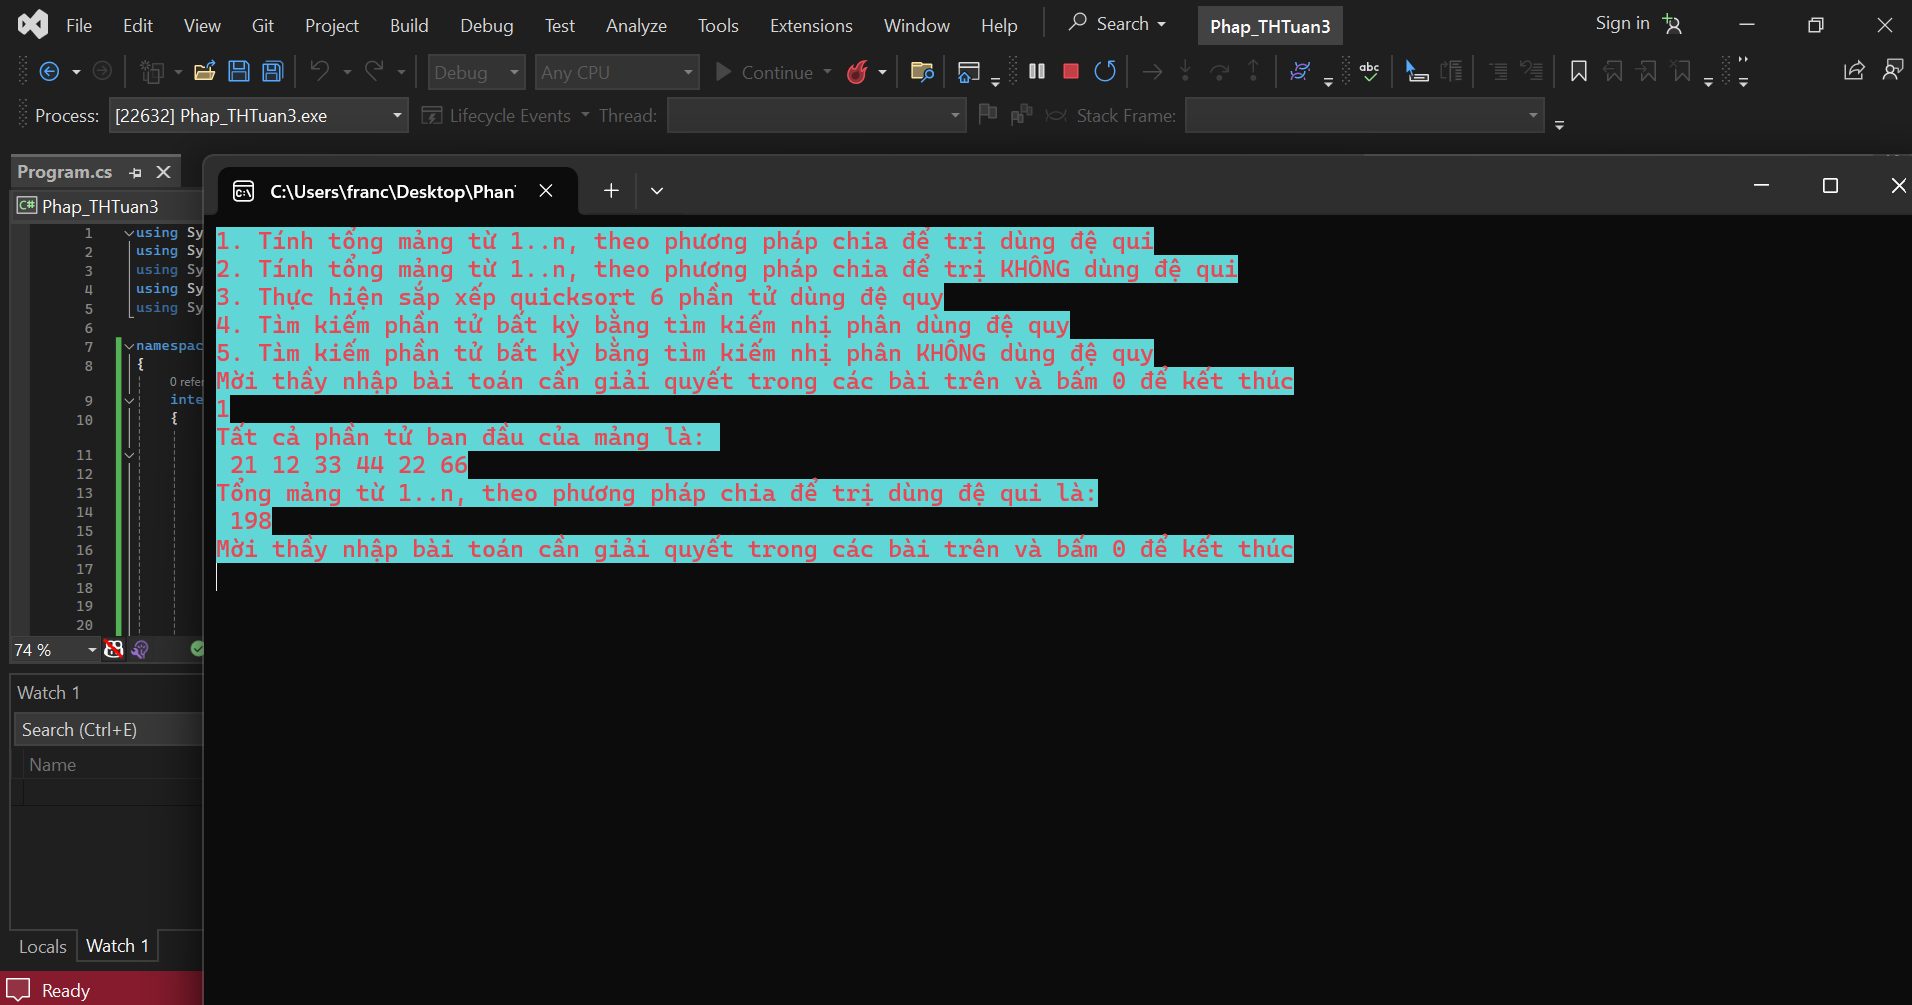 File Edit View Git Project Build Debug Test Analyze Tools Extensions Window Help Search Phap_THTuan3 Sign in
Debug Any CPU Continue
Process: [22632] Phap_THTuan3.exe Lifecycle Events Thread: Stack Frame:
Program.cs
C:\Users\franc\Desktop\Phan
C# Phap_THTuan3
1 using Sy
2 using Sy
3 using Sy
4 using Sy
5 using Sy
6
7 namespac
8 {
0 refer
9 inte
10 {
11
12
13
14
15
16
17
18
19
20
74 %
1. Tính tổng mảng từ 1..n, theo phương pháp chia để trị dùng đệ qui
2. Tính tổng mảng từ 1..n, theo phương pháp chia để trị KHÔNG dùng đệ qui
3. Thực hiện sắp xếp quicksort 6 phần tử dùng đệ quy
4. Tìm kiếm phần tử bất kỳ bằng tìm kiếm nhị phân dùng đệ quy
5. Tìm kiếm phần tử bất kỳ bằng tìm kiếm nhị phân KHÔNG dùng đệ quy
Mời thầy nhập bài toán cần giải quyết trong các bài trên và bấm 0 để kết thúc
1
Tất cả phần tử ban đầu của mảng là:
21 12 33 44 22 66
Tổng mảng từ 1..n, theo phương pháp chia để trị dùng đệ qui là:
198
Mời thầy nhập bài toán cần giải quyết trong các bài trên và bấm 0 để kết thúc
Watch 1
Search (Ctrl+E)
Name
Locals Watch 1
Ready